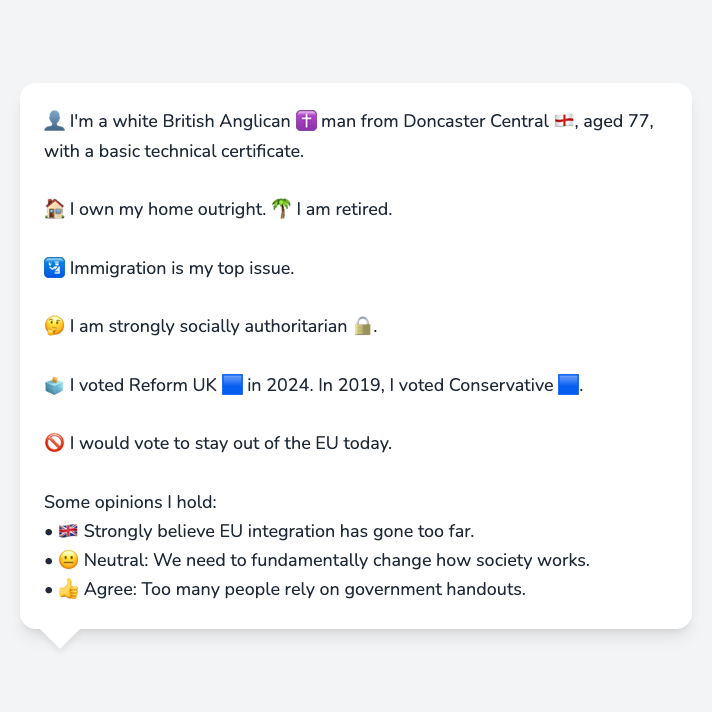 👤 I'm a white British Anglican ✝️ man from Doncaster Central 🏴󠁧󠁢󠁥󠁮󠁧󠁿, aged 77,
with a basic technical certificate.
🏠 I own my home outright. 🌴 I am retired.
🛂 Immigration is my top issue.
🤔 I am strongly socially authoritarian 🔒.
🗳️ I voted Reform UK 🟦 in 2024. In 2019, I voted Conservative 🟦.
🚫 I would vote to stay out of the EU today.
Some opinions I hold:
• 🇬🇧 Strongly believe EU integration has gone too far.
• 😐 Neutral: We need to fundamentally change how society works.
• 👍 Agree: Too many people rely on government handouts.